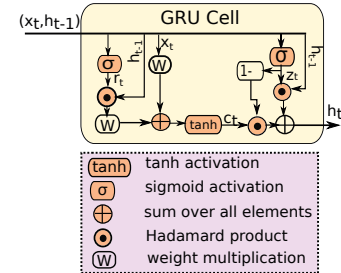 GRU Cell
(xt,ht-1)
σ
rt
ht-1
xt
W
W
tanh
ct
1-
σ
zt
ht-1
ht
tanh tanh activation
σ sigmoid activation
sum over all elements
Hadamard product
W weight multiplication